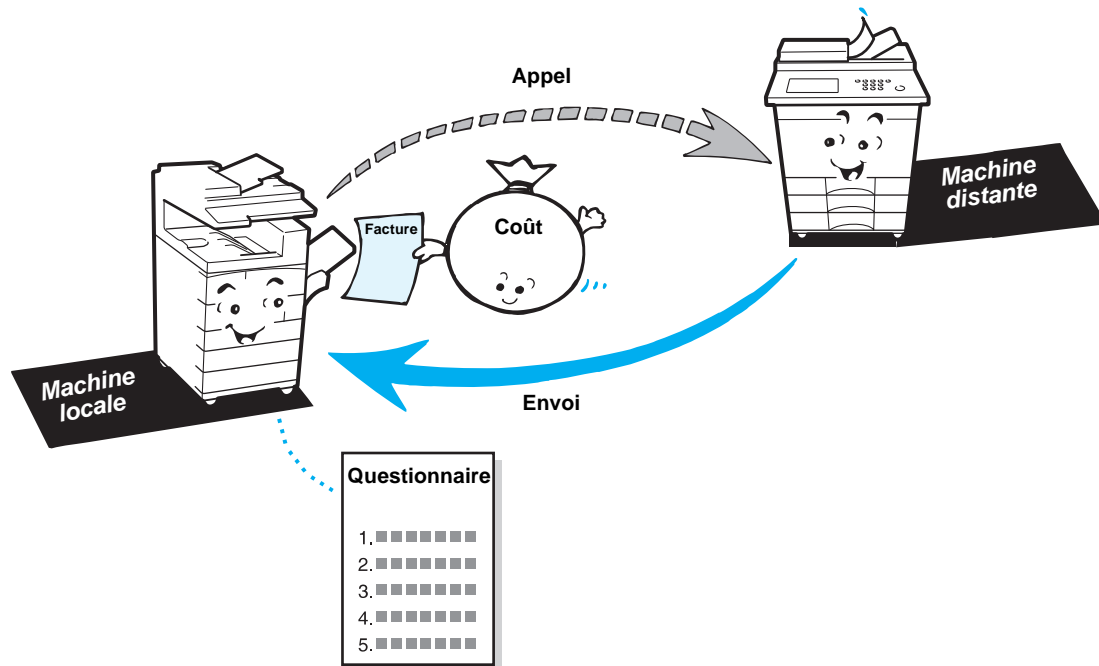 Appel
Machine
distante
Facture
Coût
Machine
locale
Envoi
Questionnaire
1.
2.
3.
4.
5.